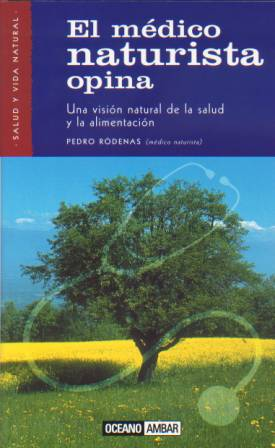 El médico
naturista
opina
Una visión natural de la salud
y la alimentación
PEDRO RÓDENAS (médico naturista)
· SALUD Y VIDA NATURAL ·
OCEANO AMBAR